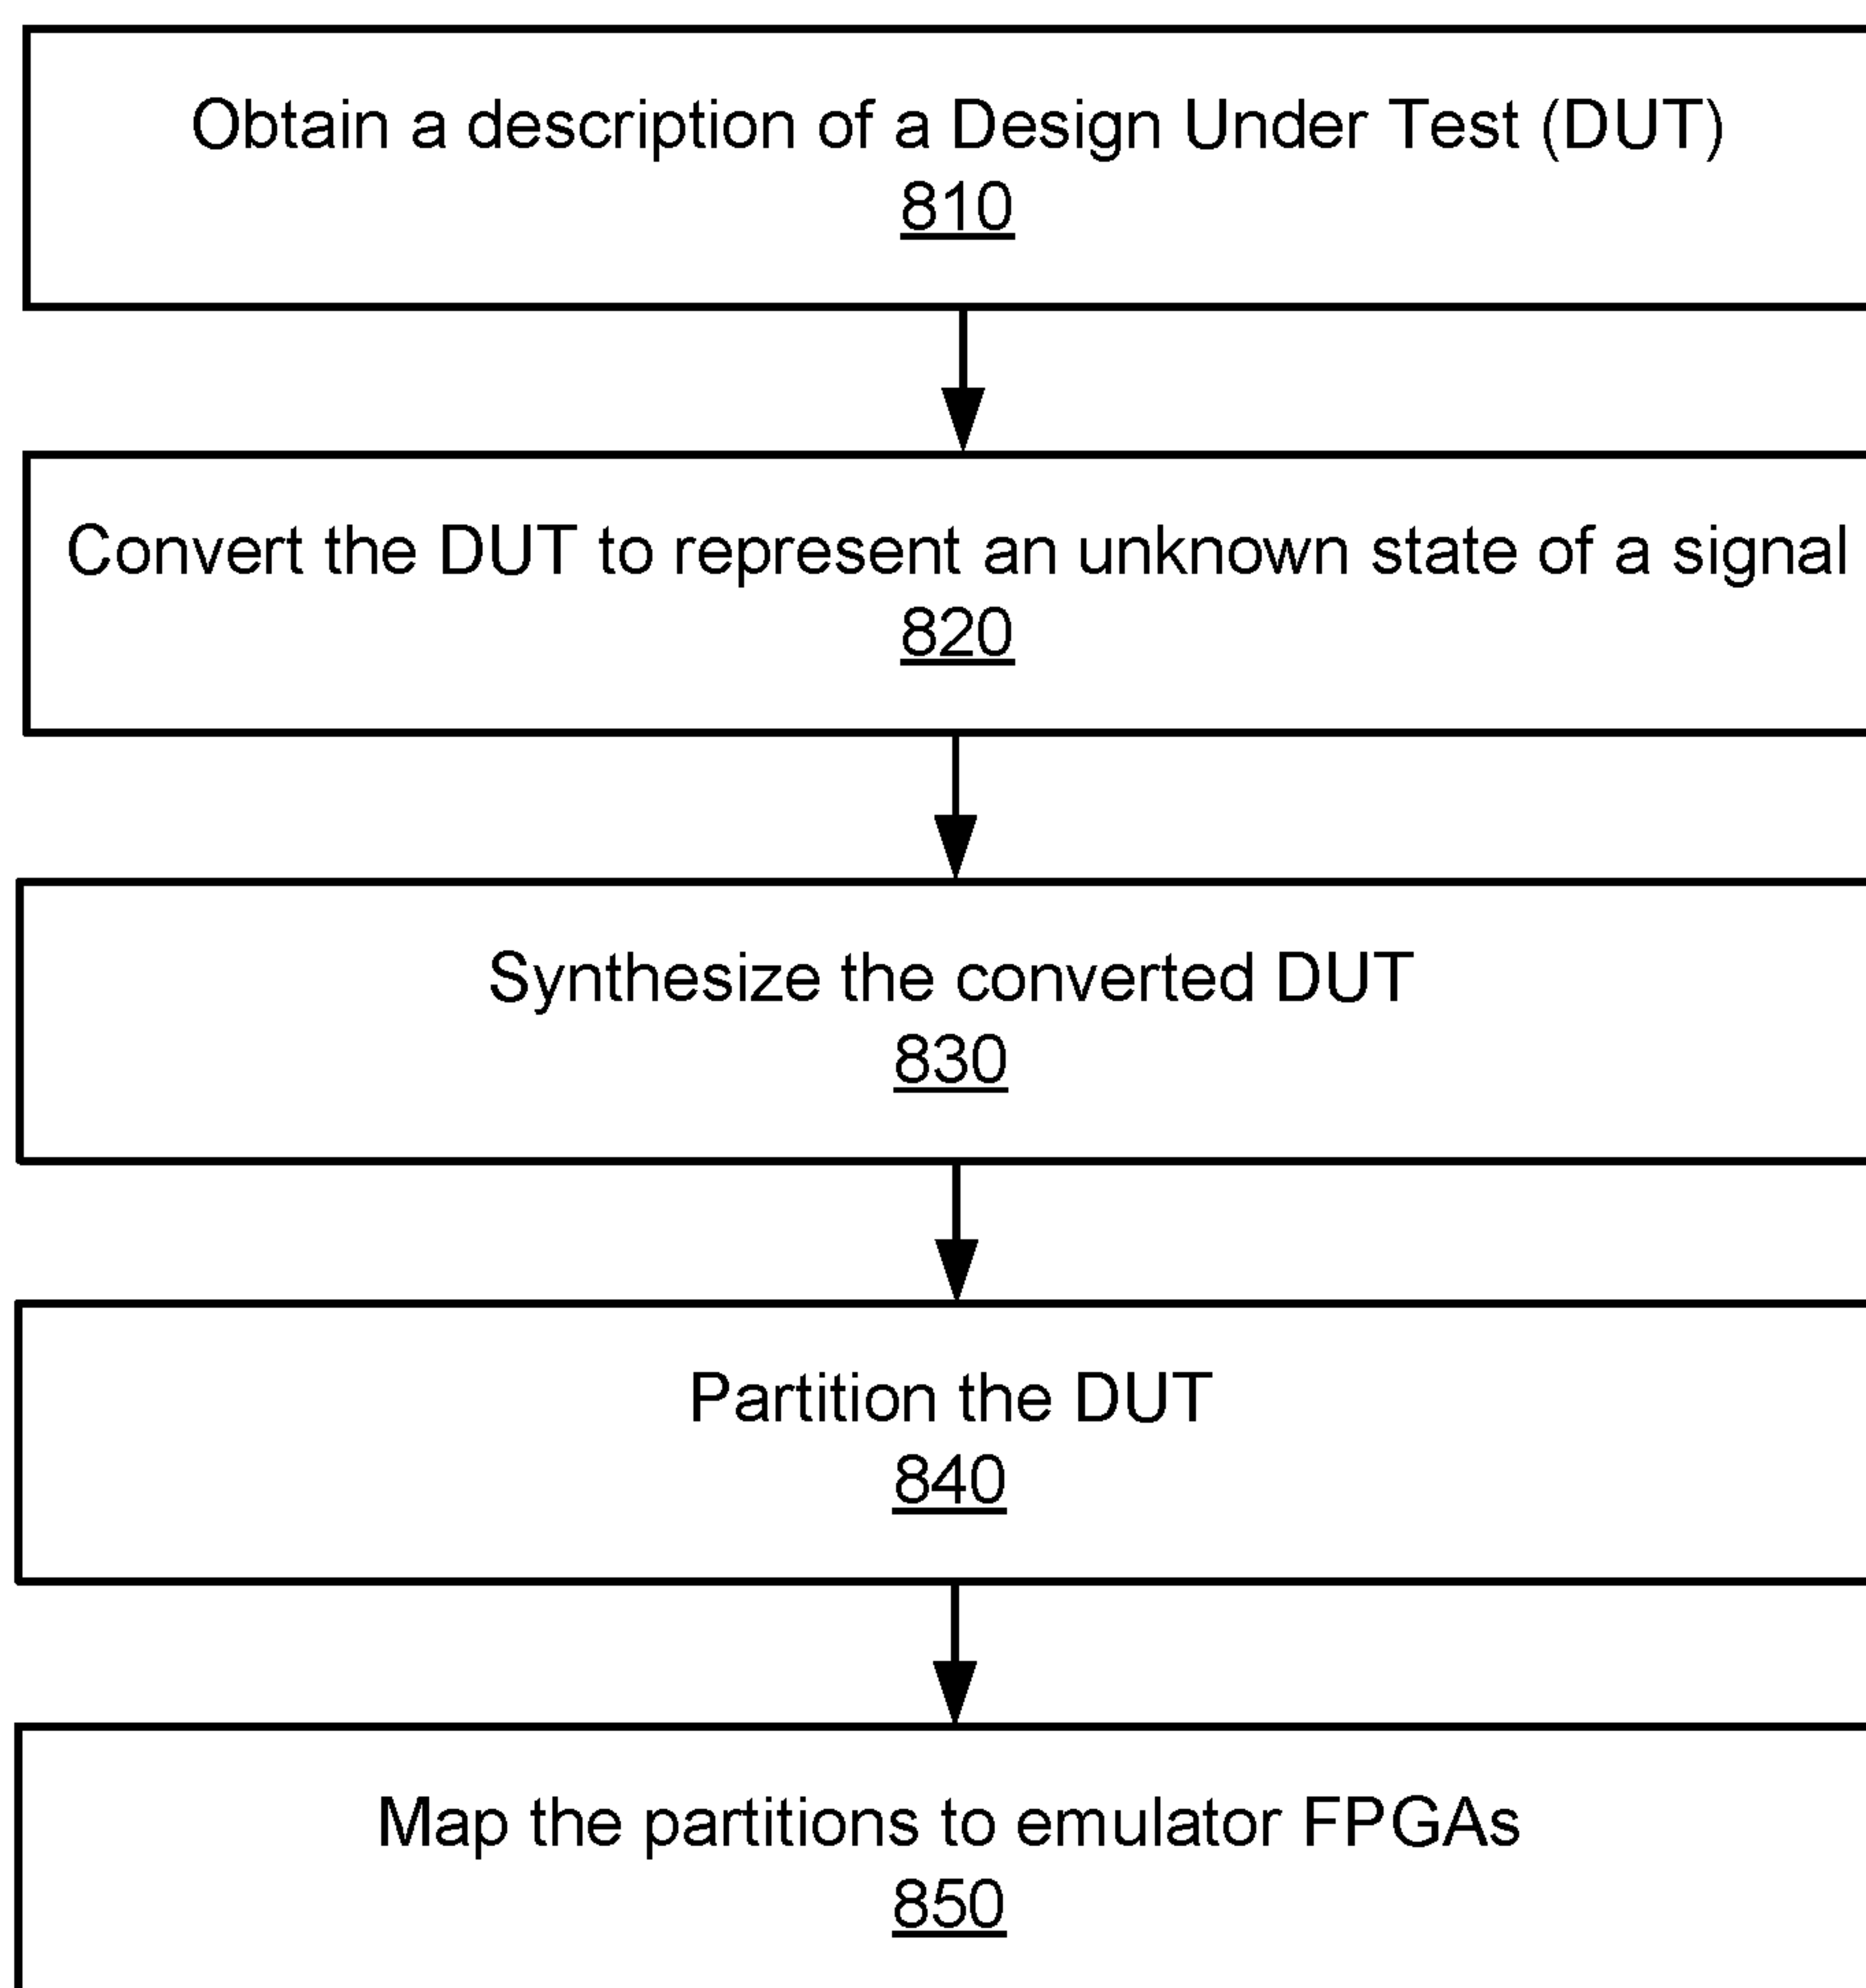 Obtain a description of a Design Under Test (DUT)
810
Convert the DUT to represent an unknown state of a signal
820
Synthesize the converted DUT
830
Partition the DUT
840
Map the partitions to emulator FPGAs
850